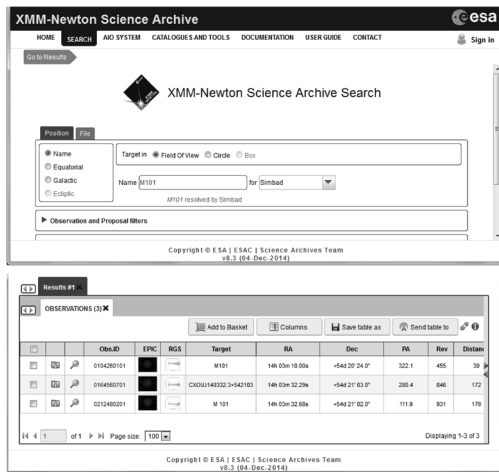 XMM-Newton Science Archive
esa
HOME SEARCH AIO SYSTEM CATALOGUES AND TOOLS DOCUMENTATION USER GUIDE CONTACT Sign in
Go to Results
XMM-Newton Science Archive Search
Position File
Name
Equatorial
Galactic
Ecliptic
Target in Field Of View Circle Box
Name M101 for Simbad
M101 resolved by Simbad
Observation and Proposal filters
Copyright © ESA | ESAC | Science Archives Team
v8.3 (04-Dec-2014)
Results #1
OBSERVATIONS (3)
Add to Basket Columns Save table as Send table to
Obs.ID EPIC RGS Target RA Dec PA Rev Distan
0104260101 M101 14h 03m 10.00s +54d 20' 24.0" 322.1 455 39
0164560701 CXOUJ140332.3+542103 14h 03m 32.29s +54d 21' 03.0" 280.4 846 172
0212480201 M 101 14h 03m 32.68s +54d 21' 02.0" 111.9 931 176
1 of 1 Page size: 100 Displaying 1-3 of 3
Copyright © ESA | ESAC | Science Archives Team
v8.3 (04-Dec-2014)